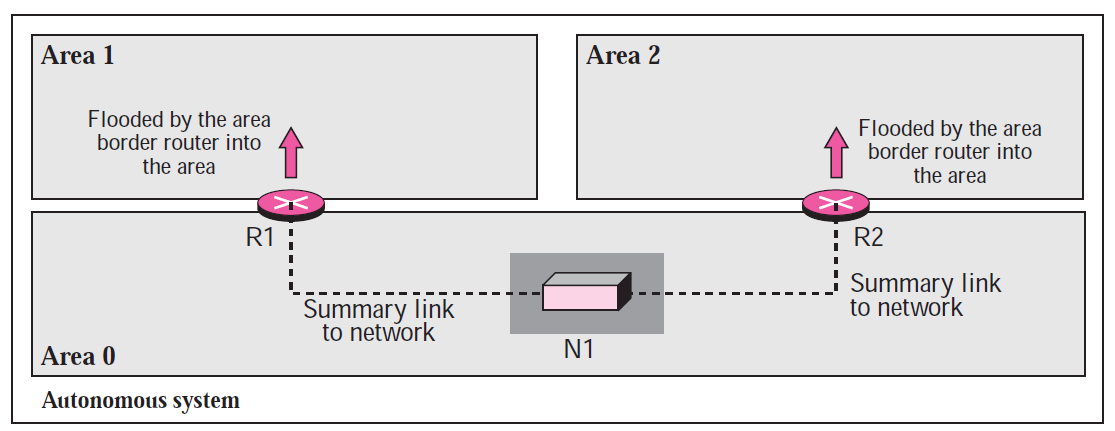 Area 1
Flooded by the area
border router into
the area
Area 2
Flooded by the area
border router into
the area
R1
R2
Summary link
to network
Summary link
to network
N1
Area 0
Autonomous system